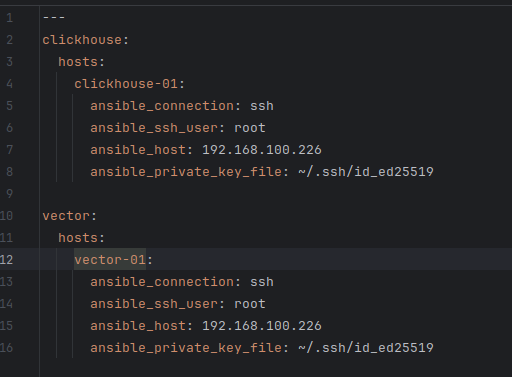 1 ---
2 clickhouse:
3   hosts:
4     clickhouse-01:
5       ansible_connection: ssh
6       ansible_ssh_user: root
7       ansible_host: 192.168.100.226
8       ansible_private_key_file: ~/.ssh/id_ed25519
9
10 vector:
11   hosts:
12     vector-01:
13       ansible_connection: ssh
14       ansible_ssh_user: root
15       ansible_host: 192.168.100.226
16       ansible_private_key_file: ~/.ssh/id_ed25519